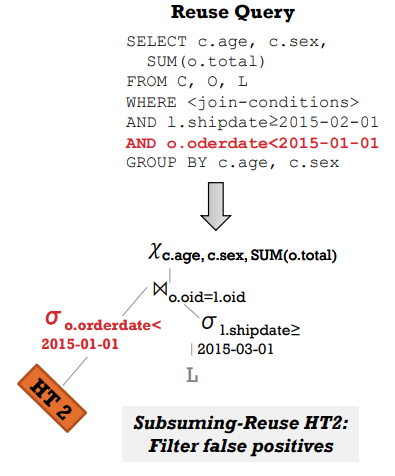 Reuse Query
SELECT c.age, c.sex,
SUM(o.total)
FROM C, O, L
WHERE <join-conditions>
AND l.shipdate≥2015-02-01
AND o.oderdate<2015-01-01
GROUP BY c.age, c.sex
χ c.age, c.sex, SUM(o.total)
⋈ o.oid=l.oid
σ o.orderdate<
2015-01-01
σ l.shipdate≥
2015-03-01
HT 2
L
Subsuming-Reuse HT2:
Filter false positives